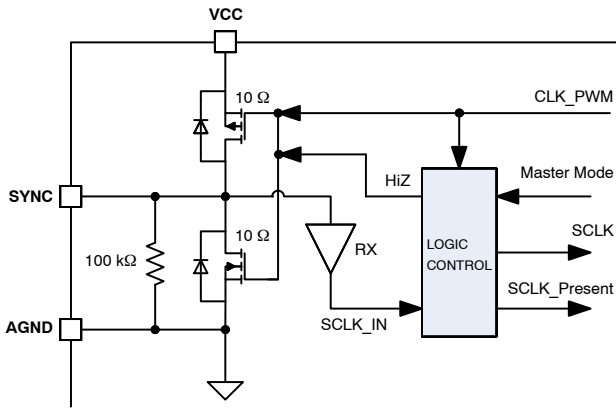 VCC
10 Ω
CLK_PWM
HiZ
Master Mode
SYNC
SCLK
10 Ω
RX
LOGIC
CONTROL
100 kΩ
SCLK_Present
AGND
SCLK_IN